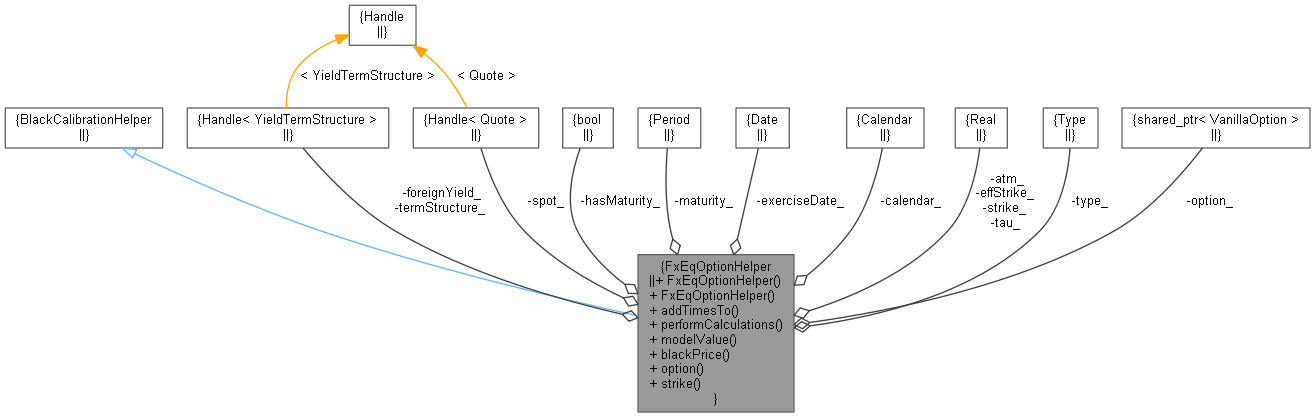 {Handle
||}
< YieldTermStructure >
< Quote >
{BlackCalibrationHelper
||}
{Handle< YieldTermStructure >
||}
{Handle< Quote >
||}
{bool
||}
{Period
||}
{Date
||}
{Calendar
||}
{Real
||}
{Type
||}
{shared_ptr< VanillaOption >
||}
-foreignYield_
-termStructure_
-spot_
-hasMaturity_
-maturity_
-exerciseDate_
-calendar_
-atm_
-effStrike_
-strike_
-tau_
-type_
-option_
{FxEqOptionHelper
||+ FxEqOptionHelper()
+ FxEqOptionHelper()
+ addTimesTo()
+ performCalculations()
+ modelValue()
+ blackPrice()
+ option()
+ strike()
}